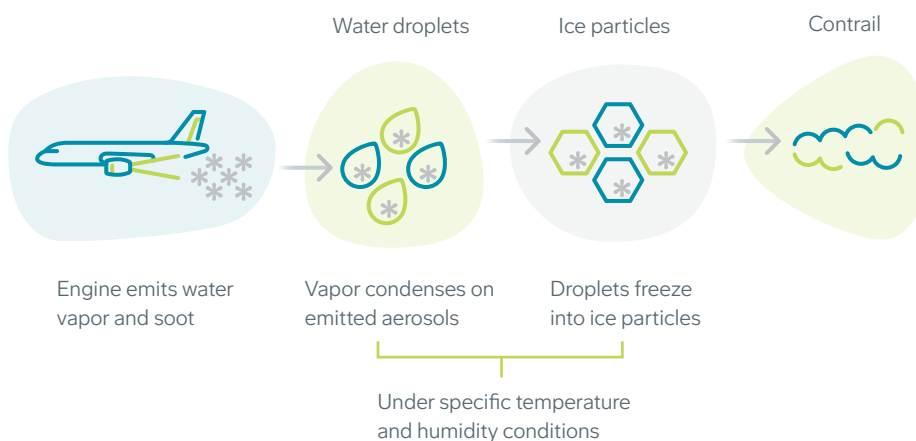 Water droplets
Ice particles
Contrail
Engine emits water
vapor and soot
Vapor condenses on
emitted aerosols
Droplets freeze
into ice particles
Under specific temperature
and humidity conditions